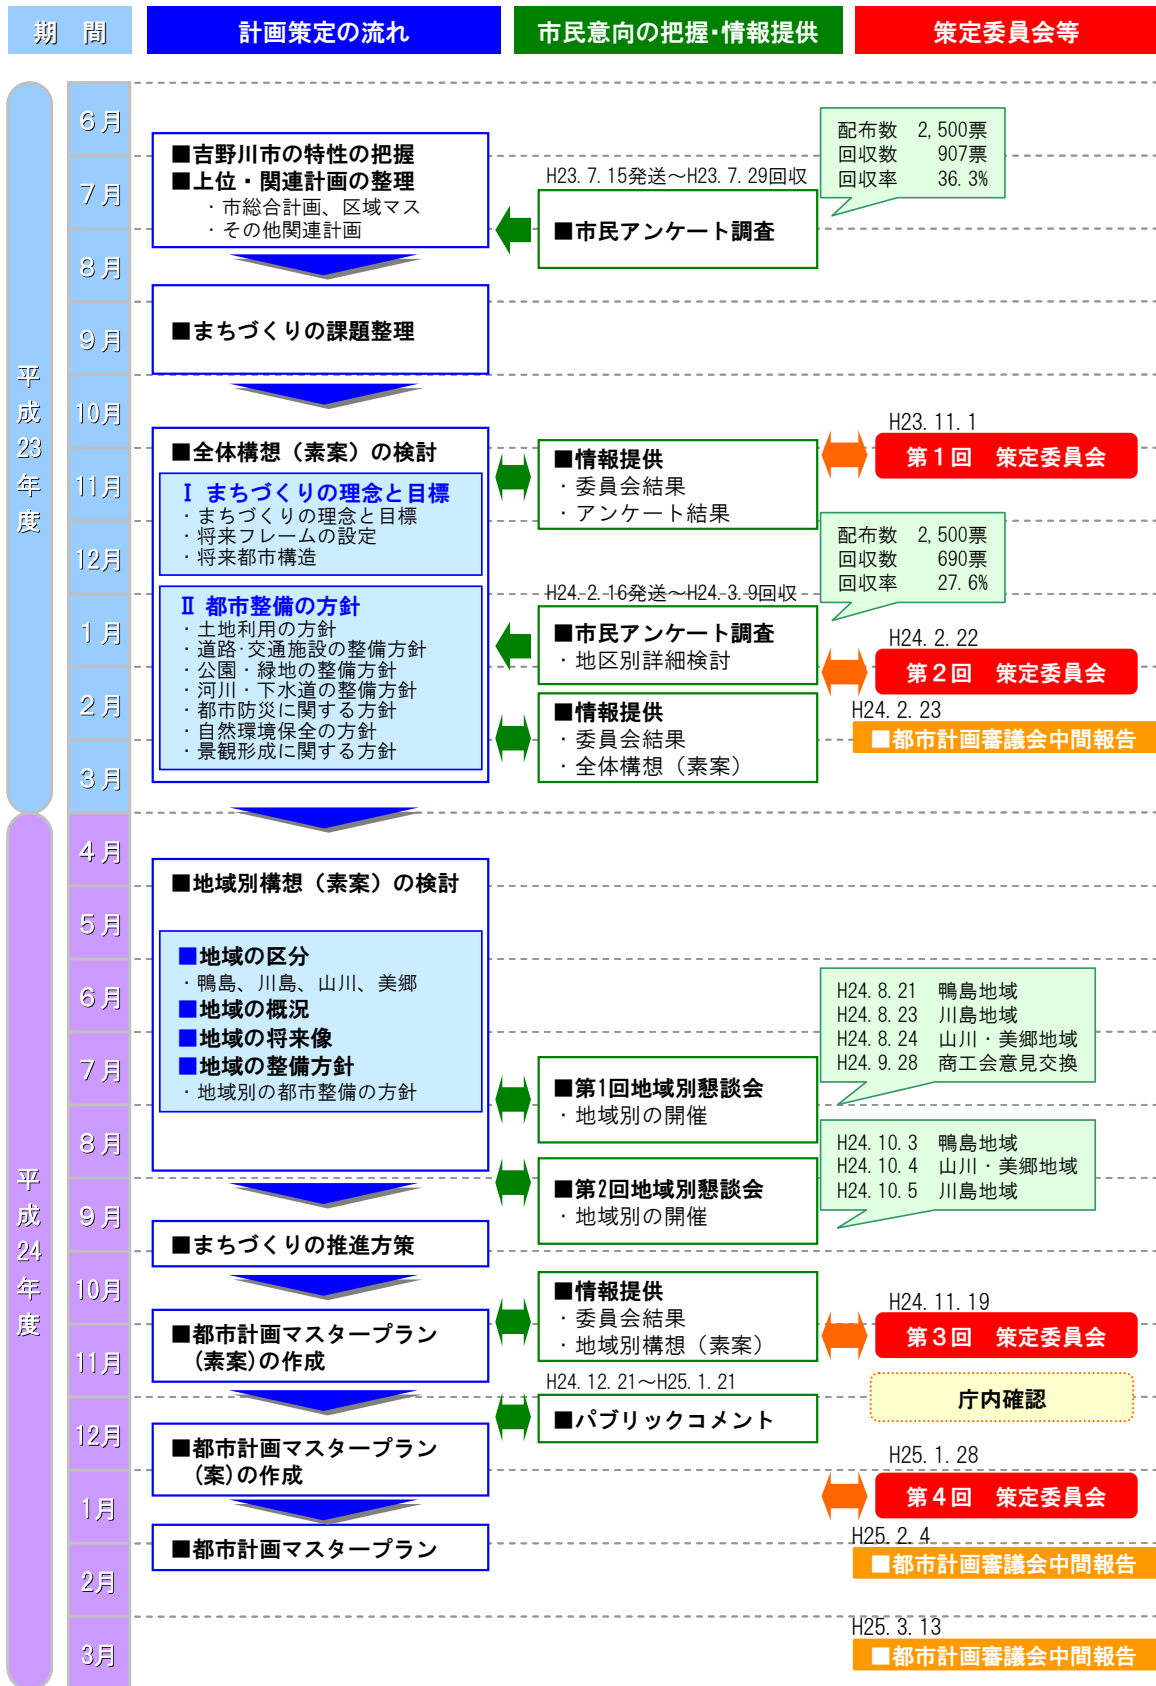 期　間
計画策定の流れ
市民意向の把握･情報提供
策定委員会等
平成23年度
6月
7月
8月
9月
10月
11月
12月
1月
2月
3月
平成24年度
4月
5月
6月
7月
8月
9月
10月
11月
12月
1月
2月
3月
■吉野川市の特性の把握
■上位・関連計画の整理
・市総合計画、区域マス
・その他関連計画
H23.7.15発送～H23.7.29回収
■市民アンケート調査
配布数　2,500票
回収数　907票
回収率　36.3%
■まちづくりの課題整理
■全体構想（素案）の検討
Ⅰ まちづくりの理念と目標
・まちづくりの理念と目標
・将来フレームの設定
・将来都市構造
Ⅱ 都市整備の方針
・土地利用の方針
・道路･交通施設の整備方針
・公園・緑地の整備方針
・河川・下水道の整備方針
・都市防災に関する方針
・自然環境保全の方針
・景観形成に関する方針
■情報提供
・委員会結果
・アンケート結果
H23.11.1
第１回　策定委員会
配布数　2,500票
回収数　690票
回収率　27.6%
H24.2.16発送～H24.3.9回収
■市民アンケート調査
・地区別詳細検討
H24.2.22
第２回　策定委員会
■情報提供
・委員会結果
・全体構想（素案）
H24.2.23
■都市計画審議会中間報告
■地域別構想（素案）の検討
■地域の区分
・鴨島、川島、山川、美郷
■地域の概況
■地域の将来像
■地域の整備方針
・地域別の都市整備の方針
■第1回地域別懇談会
・地域別の開催
H24.8.21　鴨島地域
H24.8.23　川島地域
H24.8.24　山川・美郷地域
H24.9.28　商工会意見交換
■第2回地域別懇談会
・地域別の開催
H24.10.3　鴨島地域
H24.10.4　山川・美郷地域
H24.10.5　川島地域
■まちづくりの推進方策
■都市計画マスタープラン
(素案)の作成
■情報提供
・委員会結果
・地域別構想（素案）
H24.11.19
第３回　策定委員会
庁内確認
H24.12.21～H25.1.21
■パブリックコメント
■都市計画マスタープラン
(案)の作成
H25.1.28
第４回　策定委員会
■都市計画マスタープラン
H25.2.4
■都市計画審議会中間報告
H25.3.13
■都市計画審議会中間報告